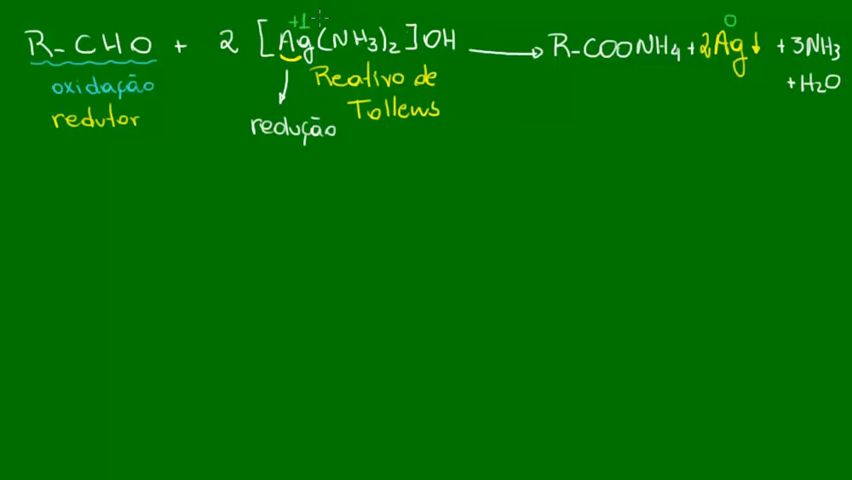 +1 0
R-CHO + 2 [Ag(NH3)2]OH → R-COONH4 + 2Ag↓ + 3NH3
oxidação Reativo de + H2O
redutor Tollens
redução